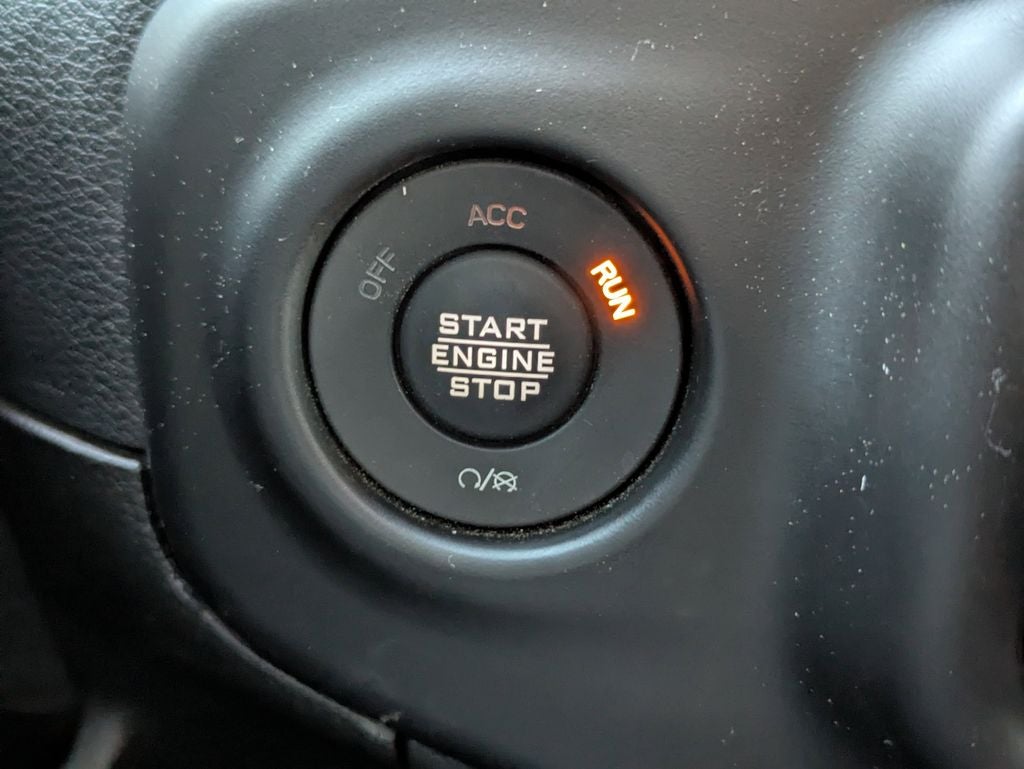 ACC
OFF
RUN
START
ENGINE
STOP